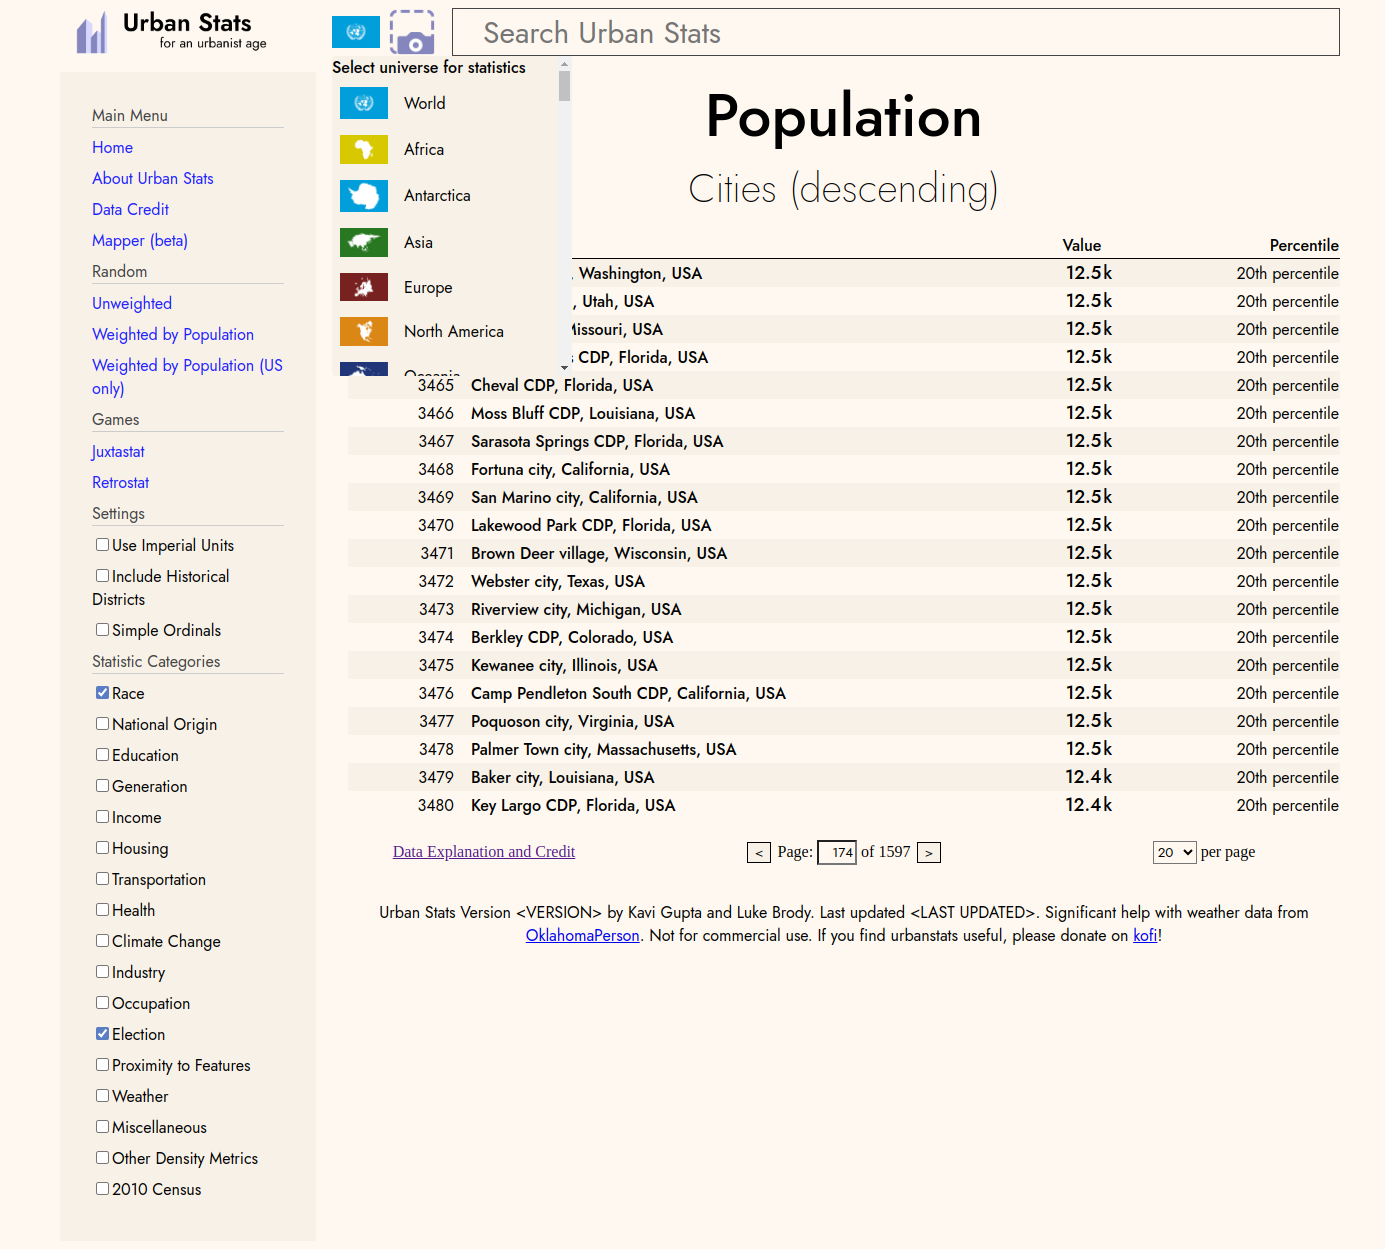 Urban Stats
for an urbanist age
Search Urban Stats
Main Menu
Home
About Urban Stats
Data Credit
Mapper (beta)
Random
Unweighted
Weighted by Population
Weighted by Population (US
only)
Games
Juxtastat
Retrostat
Settings
Use Imperial Units
Include Historical
Districts
Simple Ordinals
Statistic Categories
Race
National Origin
Education
Generation
Income
Housing
Transportation
Health
Climate Change
Industry
Occupation
Election
Proximity to Features
Weather
Miscellaneous
Other Density Metrics
2010 Census
Select universe for statistics
World
Africa
Antarctica
Asia
Europe
North America
Oceania
Population
Cities (descending)
Value Percentile
, Washington, USA 12.5k 20th percentile
, Utah, USA 12.5k 20th percentile
Missouri, USA 12.5k 20th percentile
s CDP, Florida, USA 12.5k 20th percentile
3465 Cheval CDP, Florida, USA 12.5k 20th percentile
3466 Moss Bluff CDP, Louisiana, USA 12.5k 20th percentile
3467 Sarasota Springs CDP, Florida, USA 12.5k 20th percentile
3468 Fortuna city, California, USA 12.5k 20th percentile
3469 San Marino city, California, USA 12.5k 20th percentile
3470 Lakewood Park CDP, Florida, USA 12.5k 20th percentile
3471 Brown Deer village, Wisconsin, USA 12.5k 20th percentile
3472 Webster city, Texas, USA 12.5k 20th percentile
3473 Riverview city, Michigan, USA 12.5k 20th percentile
3474 Berkley CDP, Colorado, USA 12.5k 20th percentile
3475 Kewanee city, Illinois, USA 12.5k 20th percentile
3476 Camp Pendleton South CDP, California, USA 12.5k 20th percentile
3477 Poquoson city, Virginia, USA 12.5k 20th percentile
3478 Palmer Town city, Massachusetts, USA 12.5k 20th percentile
3479 Baker city, Louisiana, USA 12.4k 20th percentile
3480 Key Largo CDP, Florida, USA 12.4k 20th percentile
Data Explanation and Credit < Page: 174 of 1597 > 20 per page
Urban Stats Version <VERSION> by Kavi Gupta and Luke Brody. Last updated <LAST UPDATED>. Significant help with weather data from
OklahomaPerson. Not for commercial use. If you find urbanstats useful, please donate on kofi!